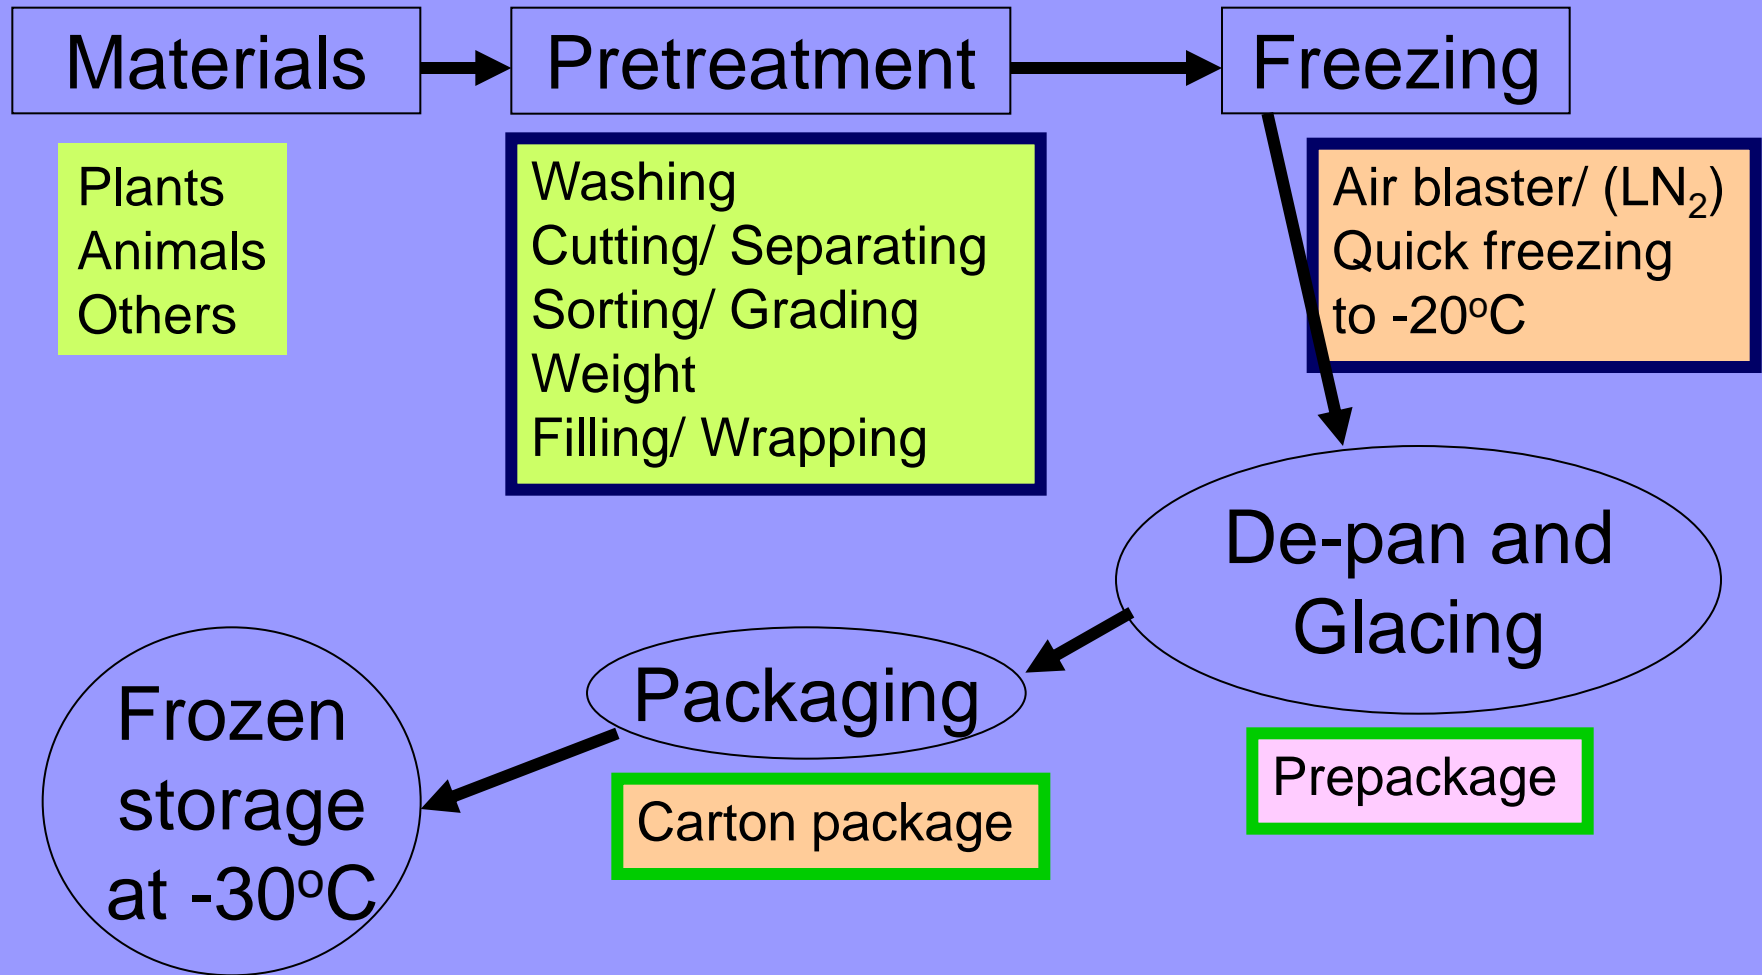 Materials
Pretreatment
Freezing
Plants
Animals
Others
Washing
Cutting/ Separating
Sorting/ Grading
Weight
Filling/ Wrapping
Air blaster/ (LN₂)
Quick freezing
to -20ºC
De-pan and
Glacing
Prepackage
Packaging
Carton package
Frozen
storage
at -30ºC